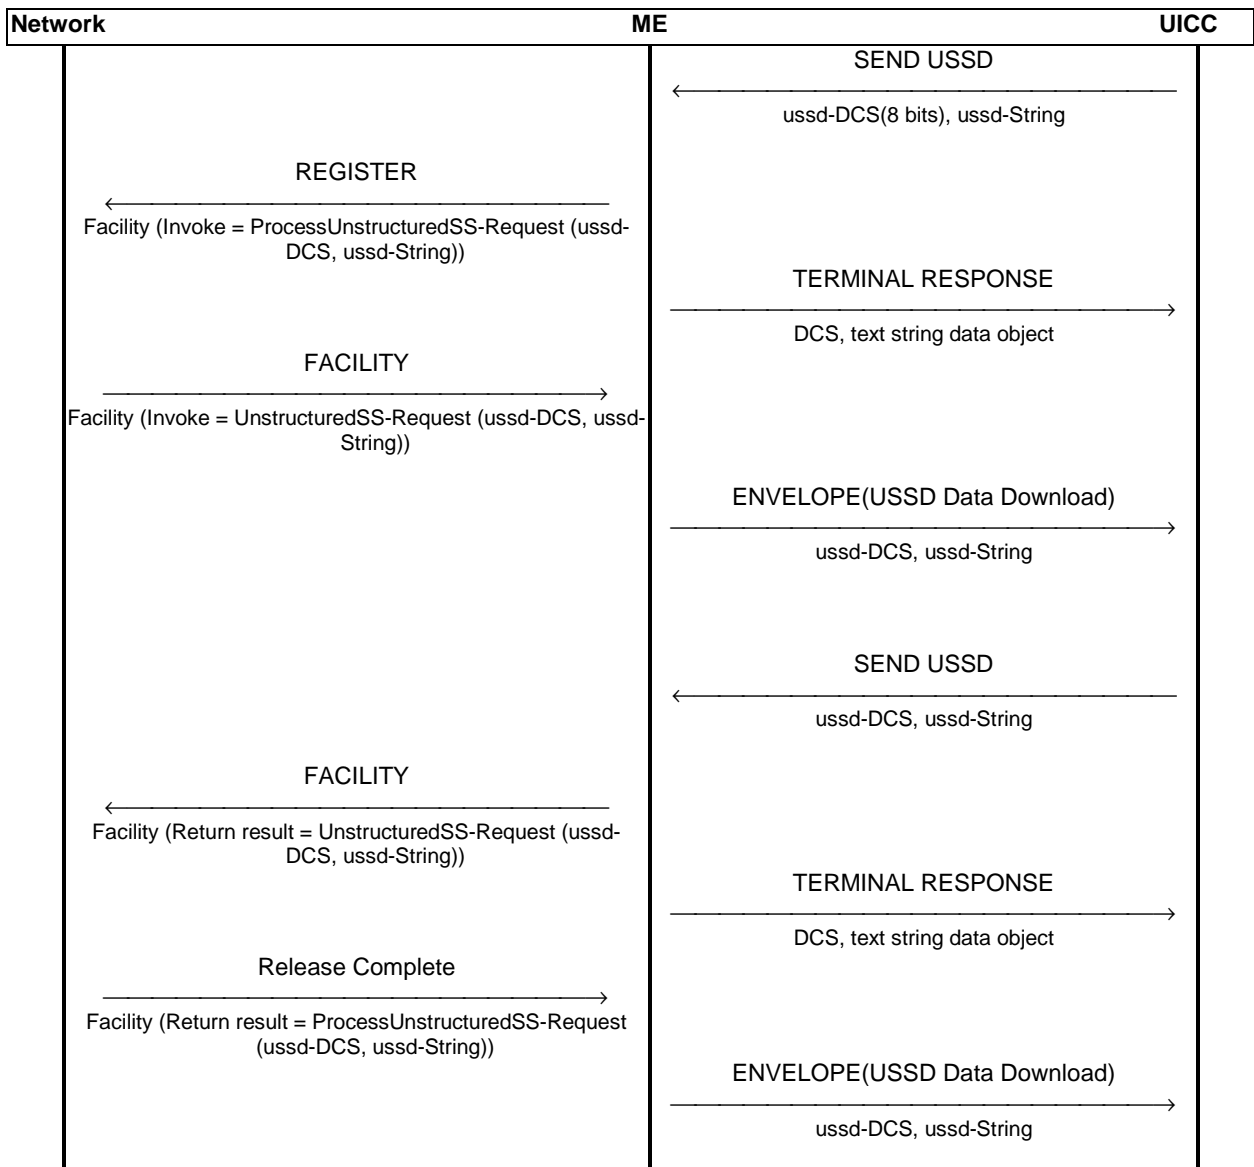 Network ME UICC
SEND USSD
ussd-DCS(8 bits), ussd-String
REGISTER
Facility (Invoke = ProcessUnstructuredSS-Request (ussd-
DCS, ussd-String))
TERMINAL RESPONSE
DCS, text string data object
FACILITY
Facility (Invoke = UnstructuredSS-Request (ussd-DCS, ussd-
String))
ENVELOPE(USSD Data Download)
ussd-DCS, ussd-String
SEND USSD
ussd-DCS, ussd-String
FACILITY
Facility (Return result = UnstructuredSS-Request (ussd-
DCS, ussd-String))
TERMINAL RESPONSE
DCS, text string data object
Release Complete
Facility (Return result = ProcessUnstructuredSS-Request
(ussd-DCS, ussd-String))
ENVELOPE(USSD Data Download)
ussd-DCS, ussd-String